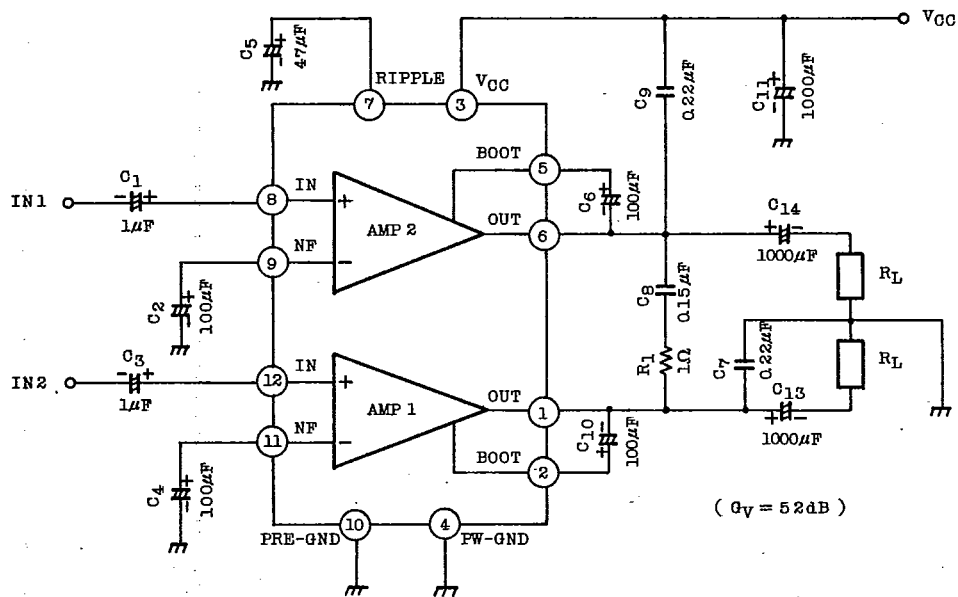 VCC
C5
47μF
RIPPLE
VCC
7
3
C9
0.22μF
C11
1000μF
BOOT
5
C1
IN1
1μF
8
IN
C6
100μF
OUT
6
AMP 2
C14
1000μF
RL
NF
9
C2
100μF
C8
0.15μF
C3
IN2
1μF
12
IN
R1
1Ω
C7
0.22μF
RL
AMP 1
OUT
1
C13
1000μF
NF
11
C10
100μF
BOOT
2
C4
100μF
( GV = 52dB )
10
4
PRE-GND
PW-GND